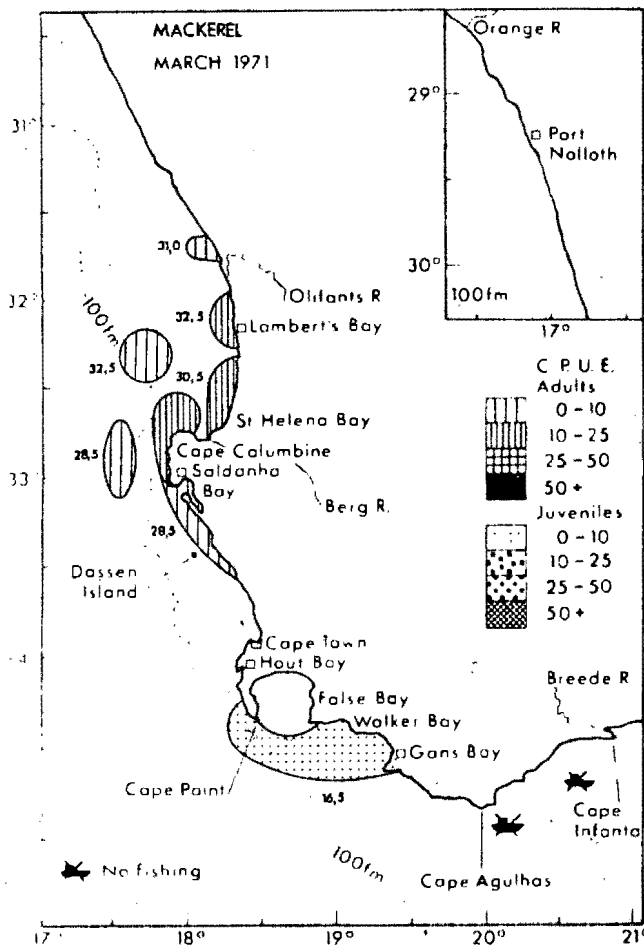 MACKEREL
MARCH 1971
Orange R
29°
Port
Nolloth
30°
100fm
17°
31°
31,0
Olifants R
32°
100fm
32,5
Lambert's Bay
32,5
30,5
C. P. U. E.
Adults
0-10
10-25
25-50
50+
Juveniles
0-10
10-25
25-50
50+
St Helena Bay
28,5
Cape Columbine
Saldanha
Bay
33
Berg R.
28,5
Dassen
Island
Cape Town
Hout Bay
Breede R
False Bay
Walker Bay
Gans Bay
Cape Point
16,5
Cape
Infanta
No fishing
100fm
Cape Agulhas
17°
18°
19°
20°
21°